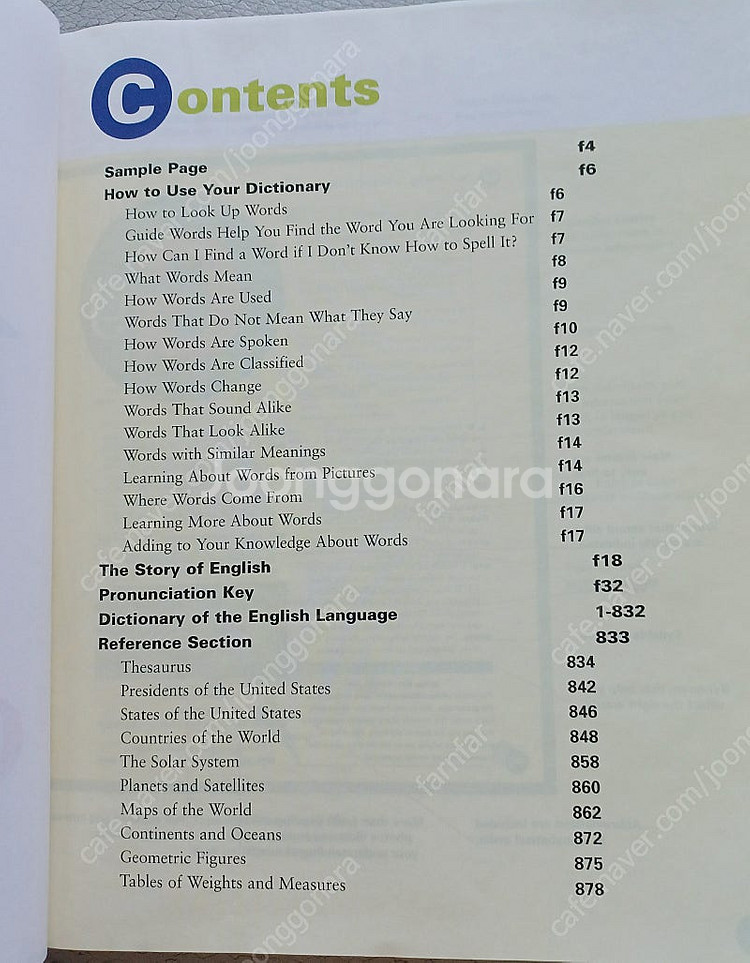 Contents
Sample Page f4
How to Use Your Dictionary f6
How to Look Up Words f6
Guide Words Help You Find the Word You Are Looking For f7
How Can I Find a Word if I Don't Know How to Spell It? f7
What Words Mean f8
How Words Are Used f9
Words That Do Not Mean What They Say f9
How Words Are Spoken f10
How Words Are Classified f12
How Words Change f12
Words That Sound Alike f13
Words That Look Alike f13
Words with Similar Meanings f14
Learning About Words from Pictures f14
Where Words Come From f16
Learning More About Words f17
Adding to Your Knowledge About Words f17
The Story of English f18
Pronunciation Key f32
Dictionary of the English Language 1-832
Reference Section 833
Thesaurus 834
Presidents of the United States 842
States of the United States 846
Countries of the World 848
The Solar System 858
Planets and Satellites 860
Maps of the World 862
Continents and Oceans 872
Geometric Figures 875
Tables of Weights and Measures 878
Joonggonara
cafe.naver.com/joonggonara
farmfar